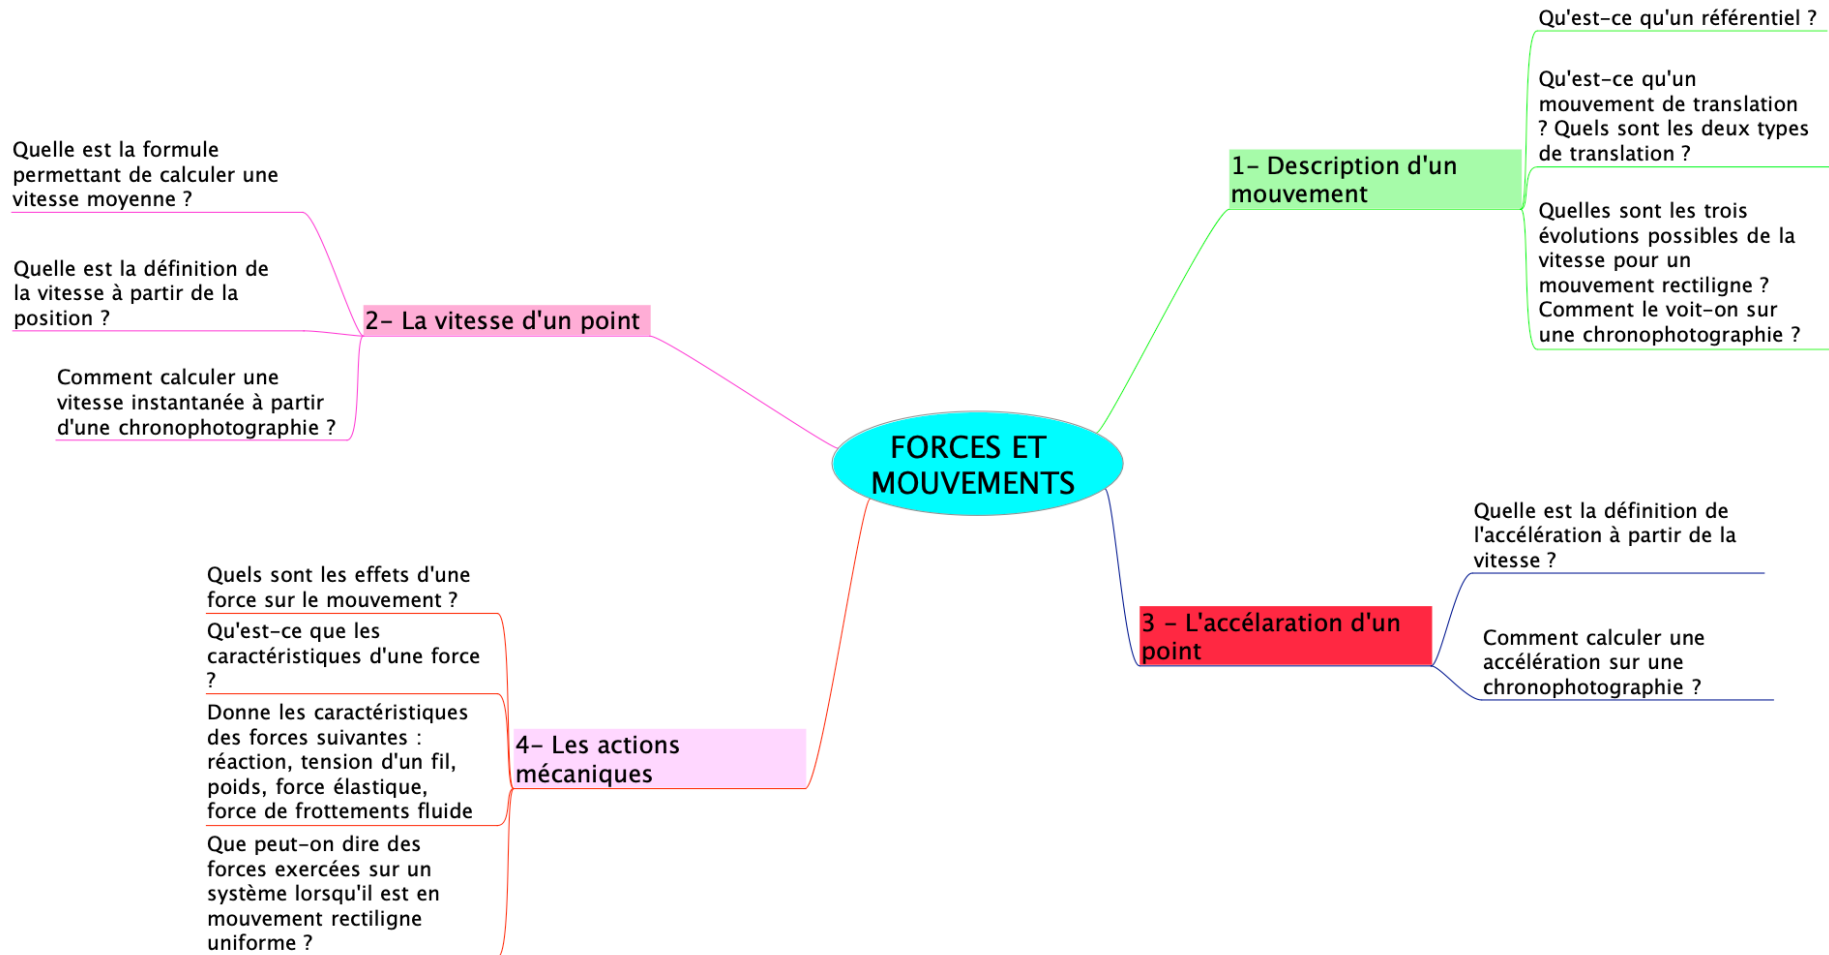 FORCES ET
MOUVEMENTS
1- Description d'un
mouvement
Qu'est-ce qu'un référentiel ?
Qu'est-ce qu'un
mouvement de translation
? Quels sont les deux types
de translation ?
Quelles sont les trois
évolutions possibles de la
vitesse pour un
mouvement rectiligne ?
Comment le voit-on sur
une chronophotographie ?
2- La vitesse d'un point
Quelle est la formule
permettant de calculer une
vitesse moyenne ?
Quelle est la définition de
la vitesse à partir de la
position ?
Comment calculer une
vitesse instantanée à partir
d'une chronophotographie ?
3 - L'accélaration d'un
point
Quelle est la définition de
l'accélération à partir de la
vitesse ?
Comment calculer une
accélération sur une
chronophotographie ?
4- Les actions
mécaniques
Quels sont les effets d'une
force sur le mouvement ?
Qu'est-ce que les
caractéristiques d'une force
?
Donne les caractéristiques
des forces suivantes :
réaction, tension d'un fil,
poids, force élastique,
force de frottements fluide
Que peut-on dire des
forces exercées sur un
système lorsqu'il est en
mouvement rectiligne
uniforme ?